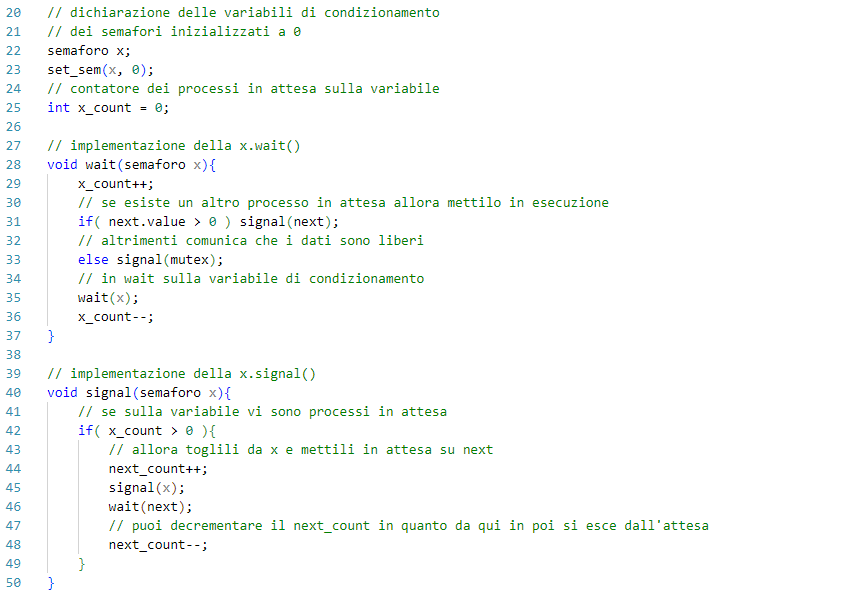 20 // dichiarazione delle variabili di condizionamento
21 // dei semafori inizializzati a 0
22 semaforo x;
23 set_sem(x, 0);
24 // contatore dei processi in attesa sulla variabile
25 int x_count = 0;
26
27 // implementazione della x.wait()
28 void wait(semaforo x){
29 x_count++;
30 // se esiste un altro processo in attesa allora mettilo in esecuzione
31 if( next.value > 0 ) signal(next);
32 // altrimenti comunica che i dati sono liberi
33 else signal(mutex);
34 // in wait sulla variabile di condizionamento
35 wait(x);
36 x_count--;
37 }
38
39 // implementazione della x.signal()
40 void signal(semaforo x){
41 // se sulla variabile vi sono processi in attesa
42 if( x_count > 0 ){
43 // allora toglili da x e mettili in attesa su next
44 next_count++;
45 signal(x);
46 wait(next);
47 // puoi decrementare il next_count in quanto da qui in poi si esce dall'attesa
48 next_count--;
49 }
50 }